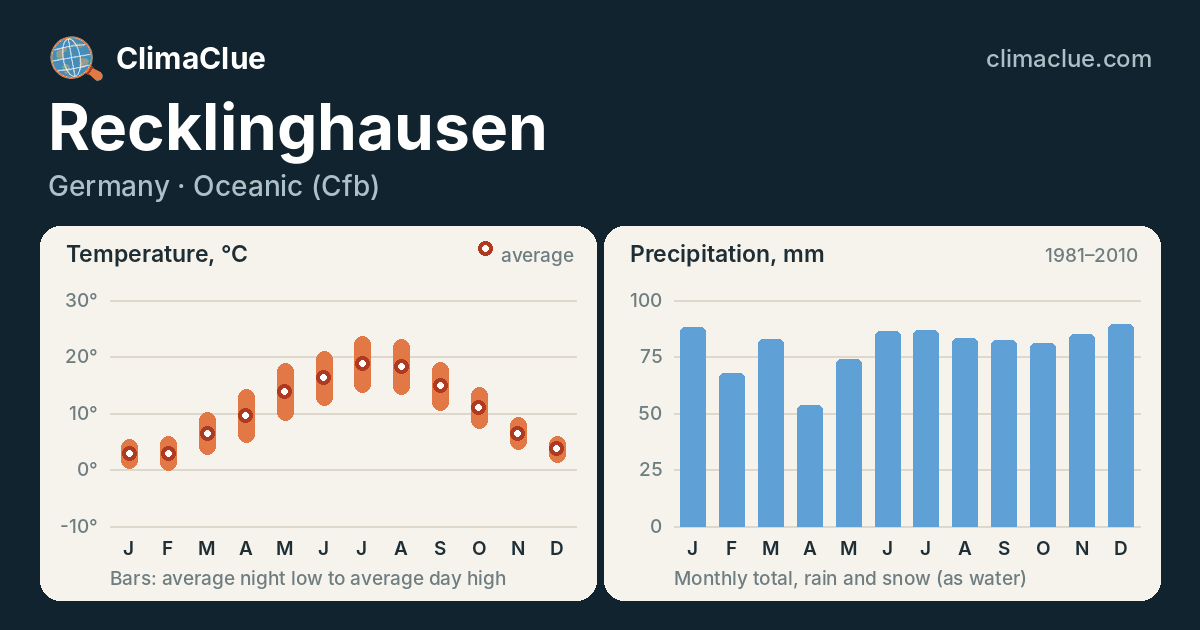 ClimaClue
climaclue.com
Recklinghausen
Germany · Oceanic (Cfb)
Temperature, °C
average
30°
20°
10°
0°
-10°
J F M A M J J A S O N D
Bars: average night low to average day high
Precipitation, mm
1981–2010
100
75
50
25
0
J F M A M J J A S O N D
Monthly total, rain and snow (as water)